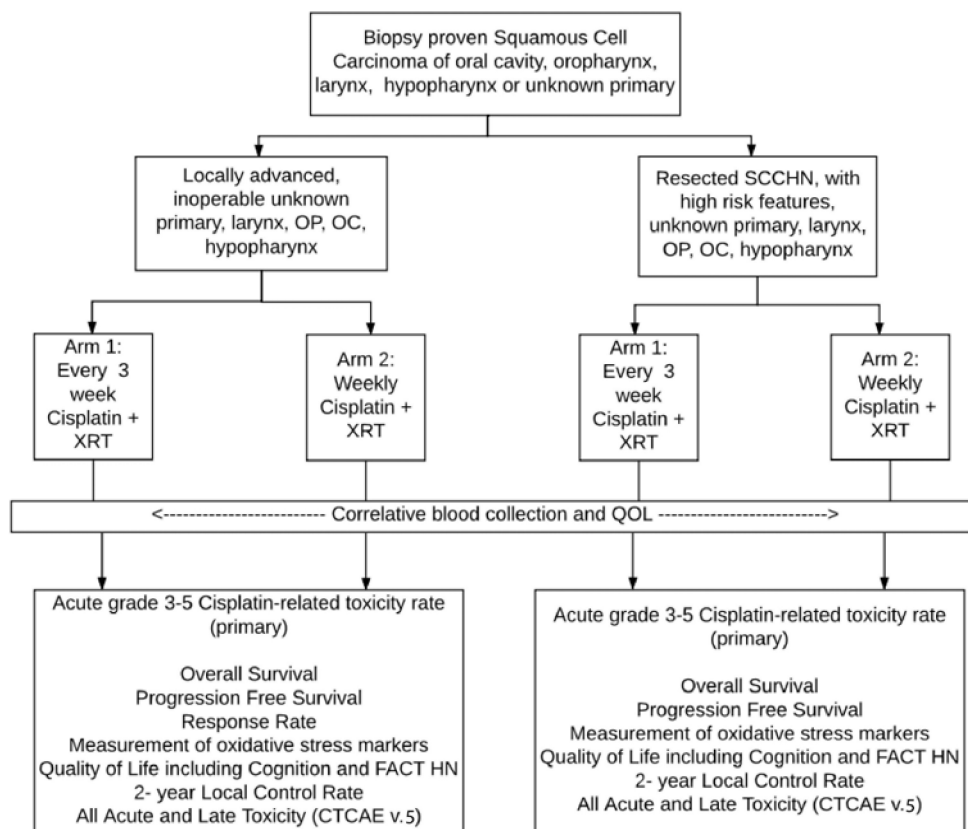 Biopsy proven Squamous Cell
Carcinoma of oral cavity, oropharynx,
larynx, hypopharynx or unknown primary
Locally advanced,
inoperable unknown
primary, larynx, OP, OC,
hypopharynx
Resected SCCHN, with
high risk features,
unknown primary, larynx,
OP, OC, hypopharynx
Arm 1:
Every 3
week
Cisplatin +
XRT
Arm 2:
Weekly
Cisplatin +
XRT
Arm 1:
Every 3
week
Cisplatin +
XRT
Arm 2:
Weekly
Cisplatin +
XRT
<------------------------ Correlative blood collection and QOL ----------------------->
Acute grade 3-5 Cisplatin-related toxicity rate
(primary)
Overall Survival
Progression Free Survival
Response Rate
Measurement of oxidative stress markers
Quality of Life including Cognition and FACT HN
2- year Local Control Rate
All Acute and Late Toxicity (CTCAE v.5)
Acute grade 3-5 Cisplatin-related toxicity rate
(primary)
Overall Survival
Progression Free Survival
Measurement of oxidative stress markers
Quality of Life including Cognition and FACT HN
2- year Local Control Rate
All Acute and Late Toxicity (CTCAE v.5)